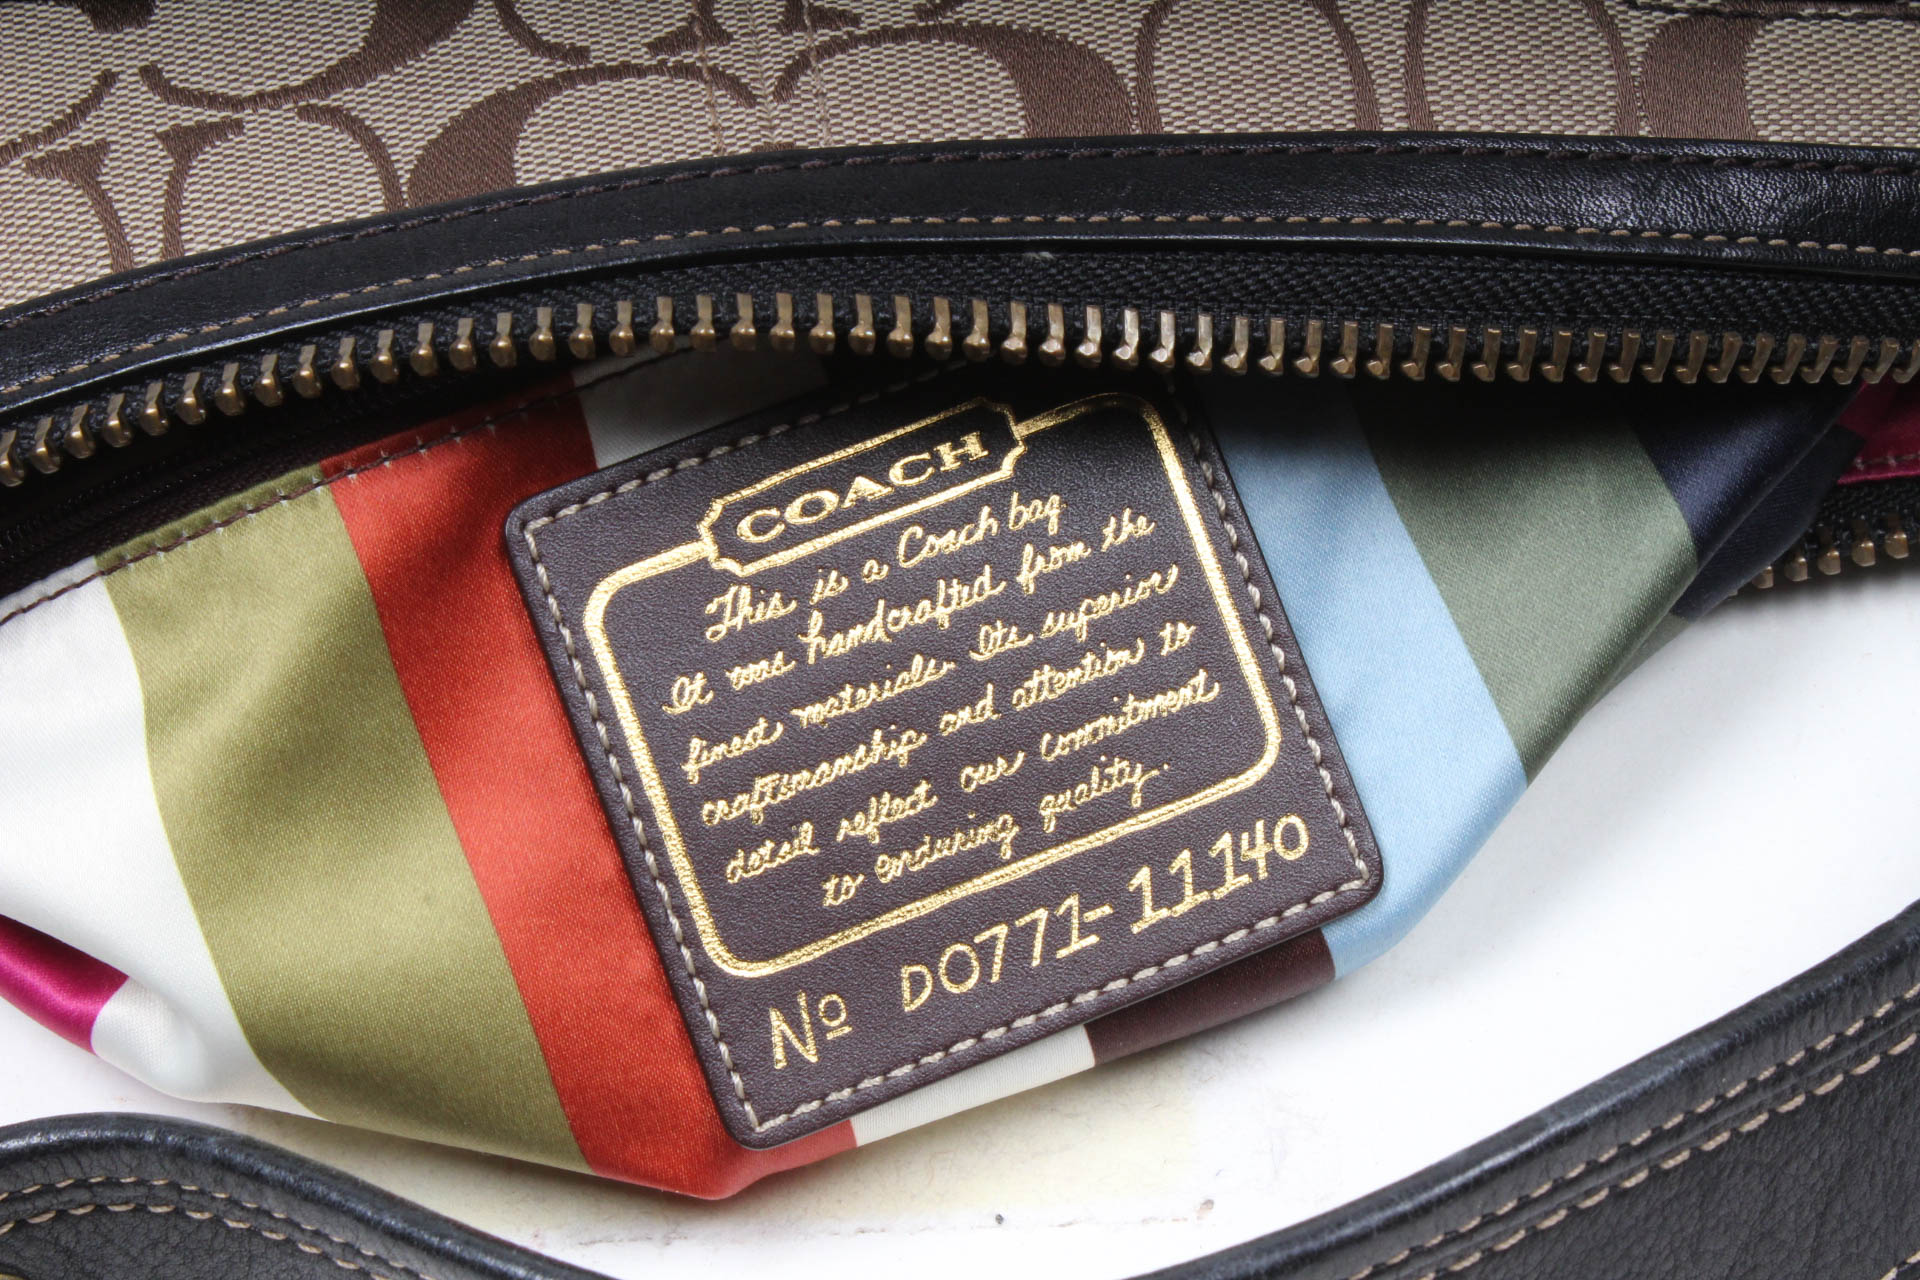 COACH
This is a Coach bag
It was handcrafted from the
finest materials. Its superior
craftsmanship and attention to
detail reflect our commitment
to enduring quality.
No DO771-11140